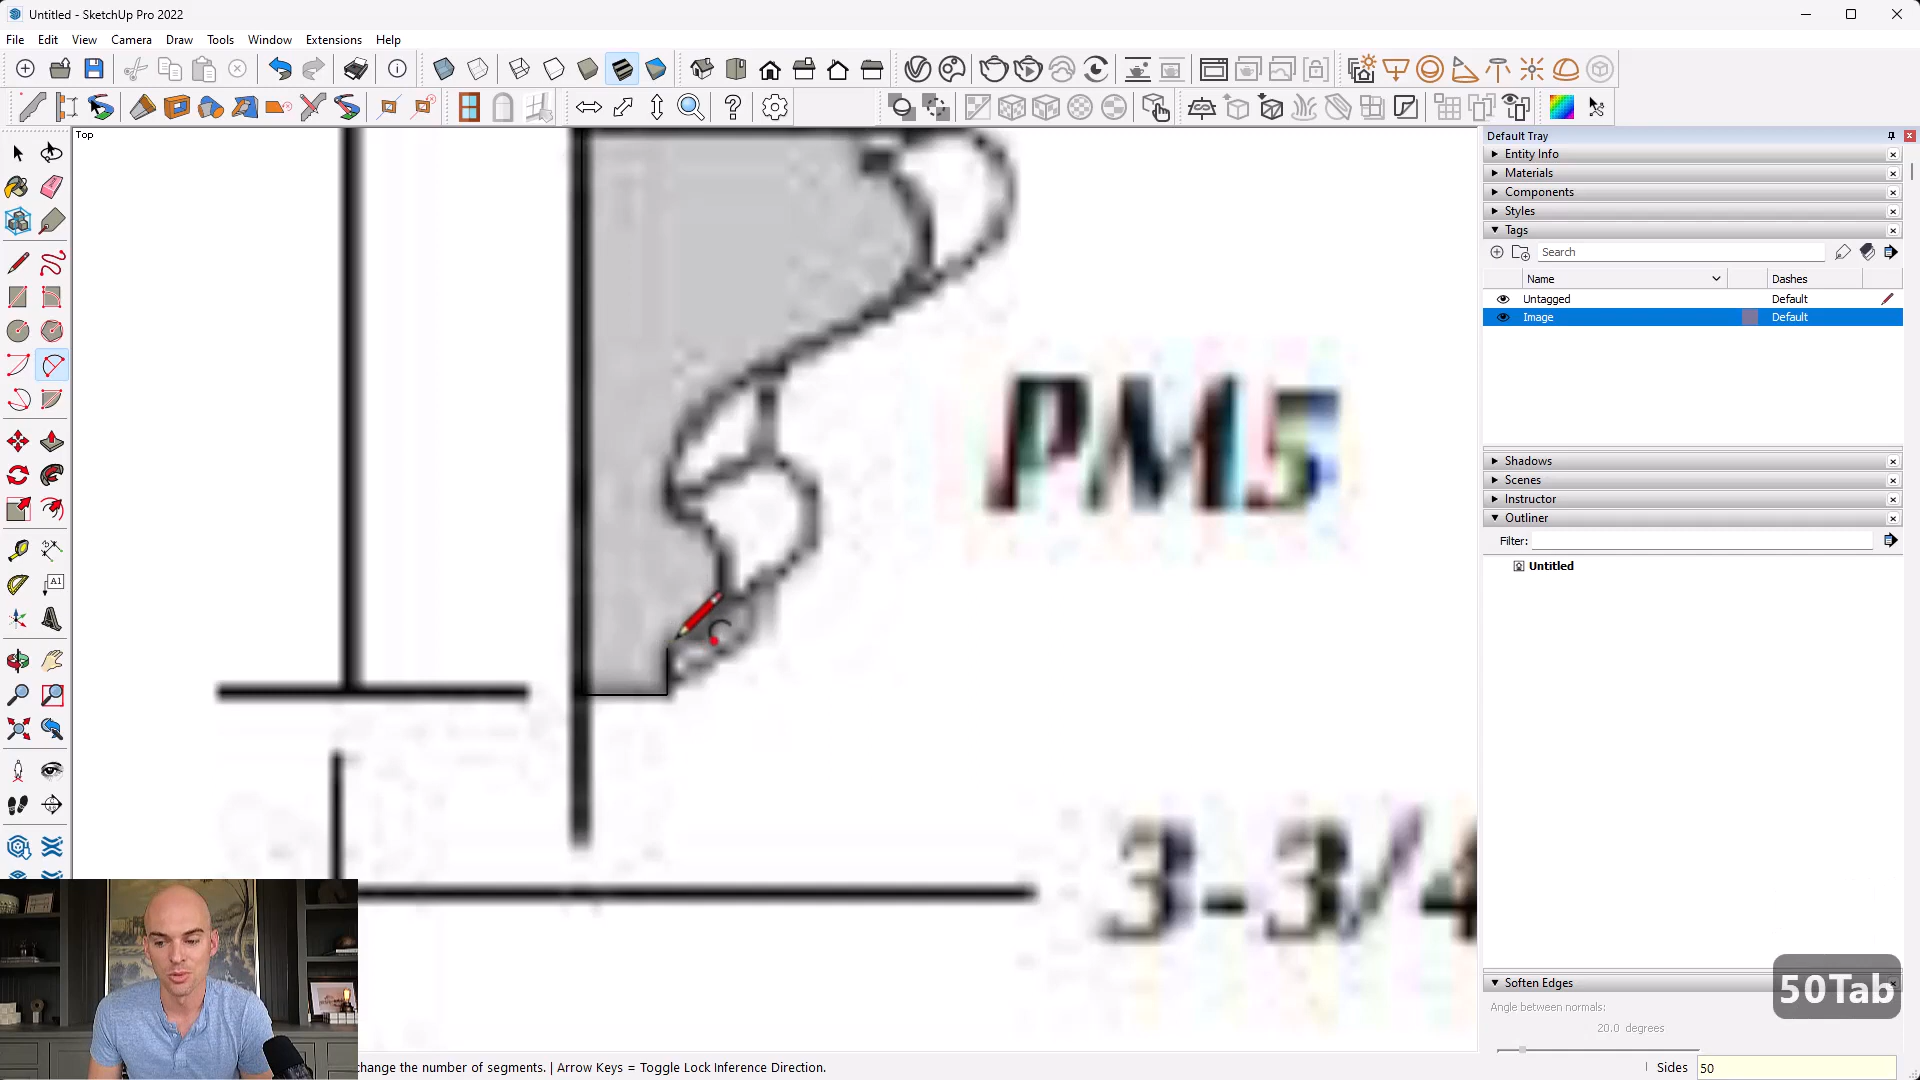 Untitled - SketchUp Pro 2022
File Edit View Camera Draw Tools Window Extensions Help
Top
Default Tray
Entity Info
Materials
Components
Styles
Tags
Search
Name Dashes
Untagged Default
Image Default
PM5
Shadows
Scenes
Instructor
Outliner
Filter:
Untitled
A1
3-3/4
Soften Edges
50Tab
Angle between normals:
20.0 degrees
change the number of segments. | Arrow Keys = Toggle Lock Inference Direction.
Sides 50